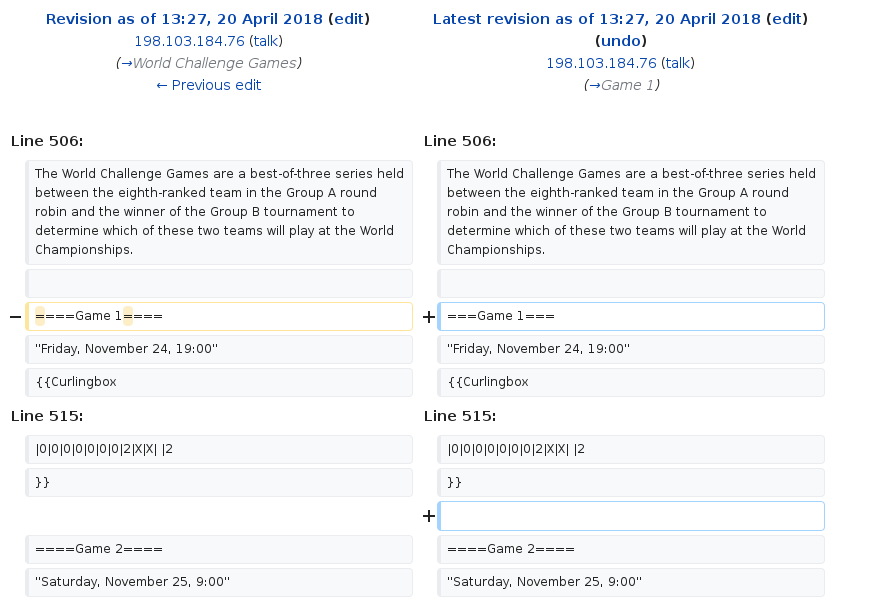 Revision as of 13:27, 20 April 2018 (edit)
198.103.184.76 (talk)
(→World Challenge Games)
← Previous edit
Latest revision as of 13:27, 20 April 2018 (edit)
(undo)
198.103.184.76 (talk)
(→Game 1)
Line 506:
Line 506:
The World Challenge Games are a best-of-three series held
between the eighth-ranked team in the Group A round
robin and the winner of the Group B tournament to
determine which of these two teams will play at the World
Championships.
The World Challenge Games are a best-of-three series held
between the eighth-ranked team in the Group A round
robin and the winner of the Group B tournament to
determine which of these two teams will play at the World
Championships.
− ====Game 1====
+ ===Game 1===
''Friday, November 24, 19:00''
''Friday, November 24, 19:00''
{{Curlingbox
{{Curlingbox
Line 515:
Line 515:
|0|0|0|0|0|0|0|2|X|X| |2
|0|0|0|0|0|0|0|2|X|X| |2
}}
}}
+
====Game 2====
====Game 2====
''Saturday, November 25, 9:00''
''Saturday, November 25, 9:00''